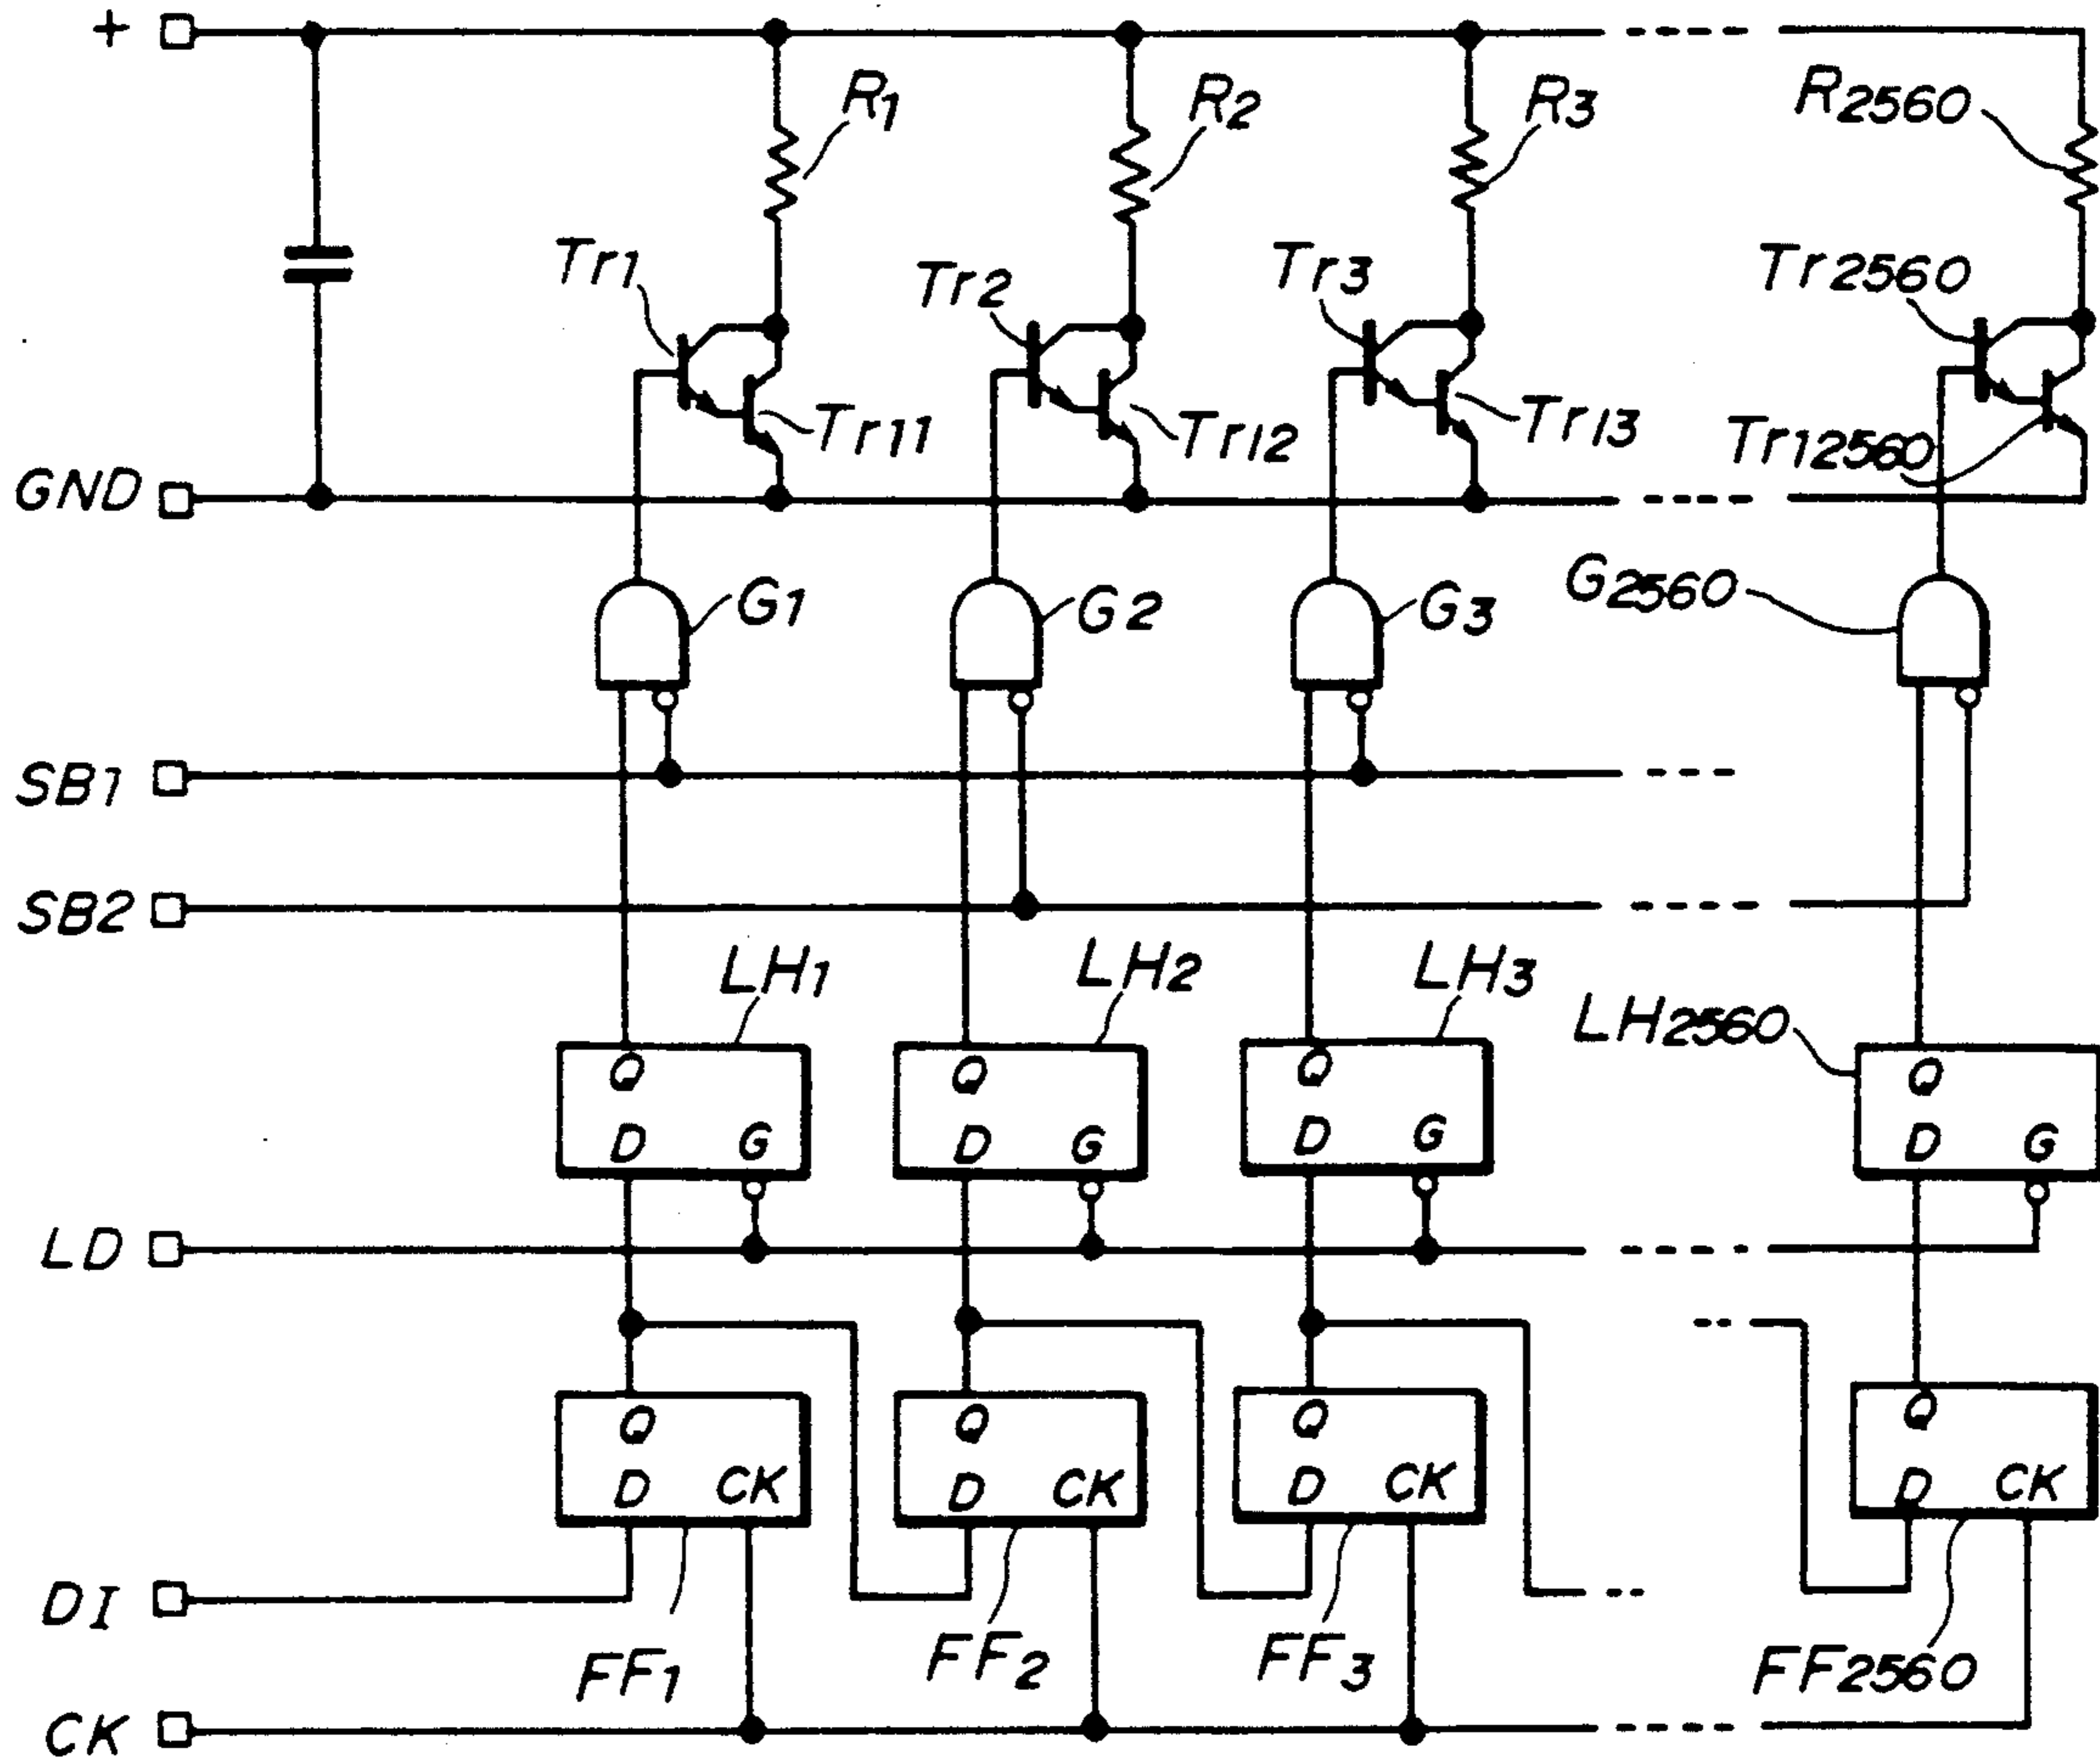 +
R1 R2 R3 R2560
Tr1 Tr2 Tr3 Tr2560
Tr11 Tr12 Tr13 Tr12560
GND
G1 G2 G3 G2560
SB1
SB2
LH1 LH2 LH3 LH2560
Q Q Q Q
D G D G D G D G
LD
Q Q Q Q
D CK D CK D CK D CK
DI
FF1 FF2 FF3 FF2560
CK